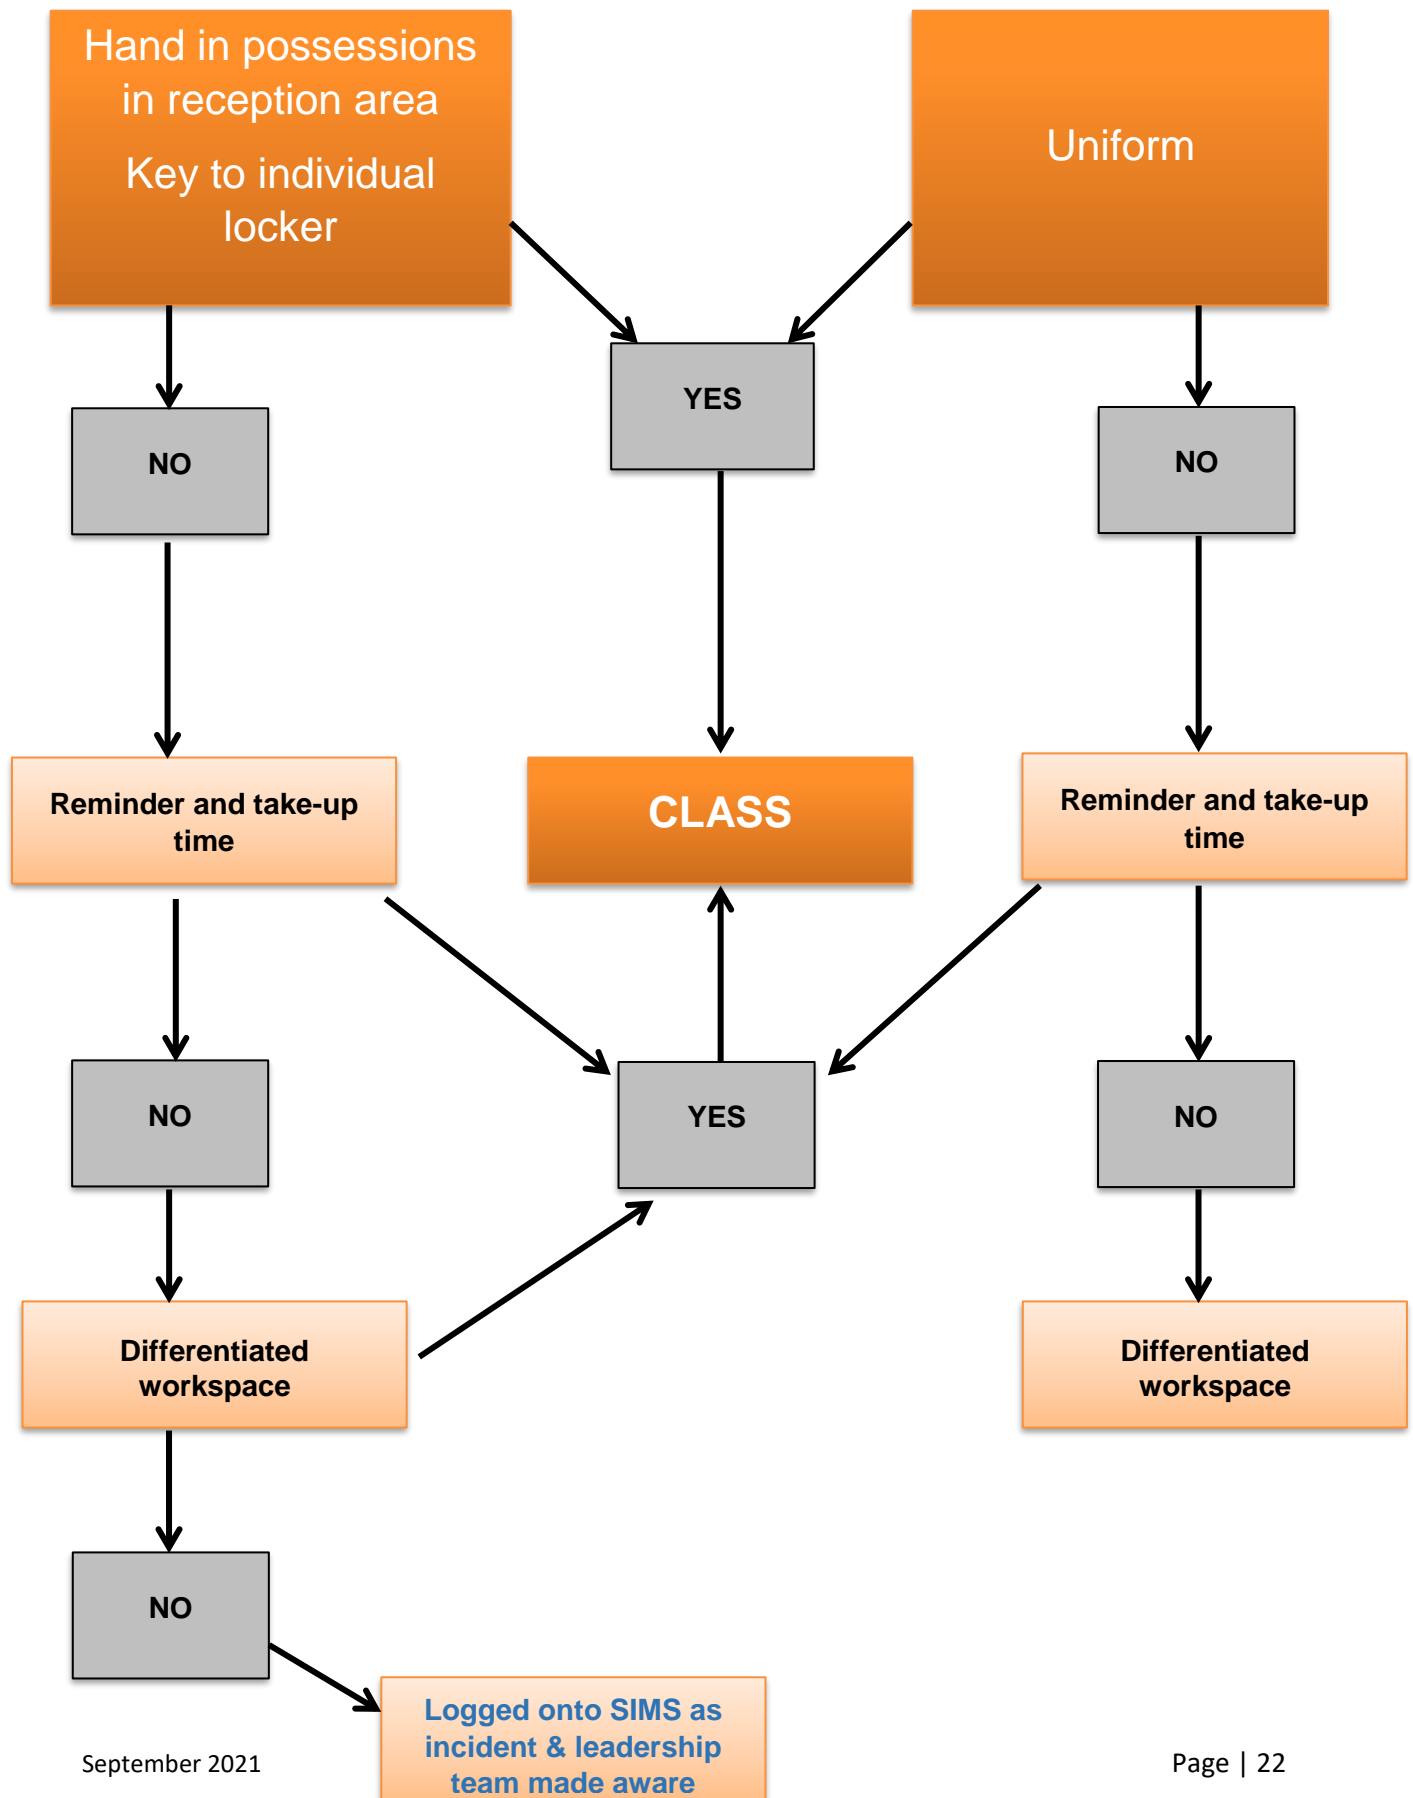 Hand in possessions
in reception area
Key to individual
locker
Uniform
YES
NO
NO
Reminder and take-up
time
CLASS
Reminder and take-up
time
NO
YES
NO
Differentiated
workspace
Differentiated
workspace
NO
Logged onto SIMS as
incident & leadership
team made aware
September 2021
Page | 22